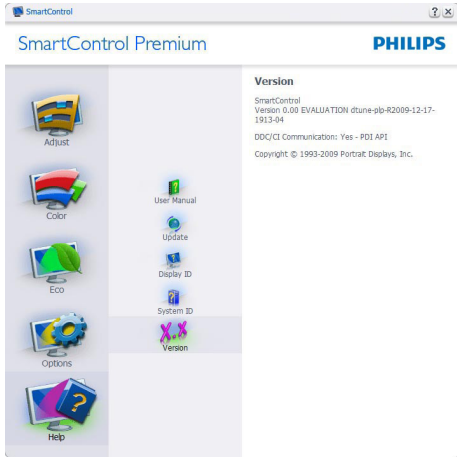 SmartControl
SmartControl Premium
PHILIPS
Adjust
Color
Eco
Options
Help
User Manual
Update
Display ID
System ID
X.X
Version
Version
SmartControl
Version 0.00 EVALUATION dtune-plp-R2009-12-17-
1913-04
DDC/CI Communication: Yes - PDI API
Copyright © 1993-2009 Portrait Displays, Inc.